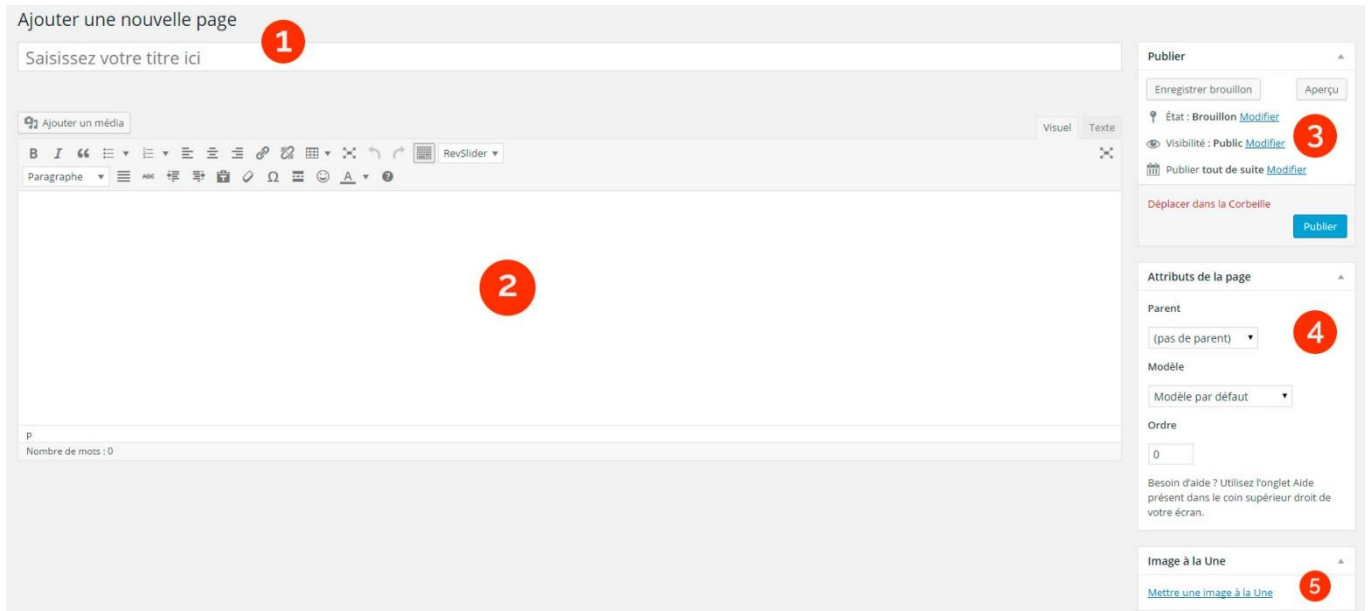 Ajouter une nouvelle page
1
Saisissez votre titre ici
Ajouter un média
Visuel Texte
B I RevSlider
Paragraphe ABC Ω A
2
p
Nombre de mots : 0
Publier
Enregistrer brouillon Aperçu
État : Brouillon Modifier
3
Visibilité : Public Modifier
Publier tout de suite Modifier
Déplacer dans la Corbeille
Publier
Attributs de la page
Parent
4
(pas de parent)
Modèle
Modèle par défaut
Ordre
0
Besoin d'aide ? Utilisez l'onglet Aide
présent dans le coin supérieur droit de
votre écran.
Image à la Une
Mettre une image à la Une 5